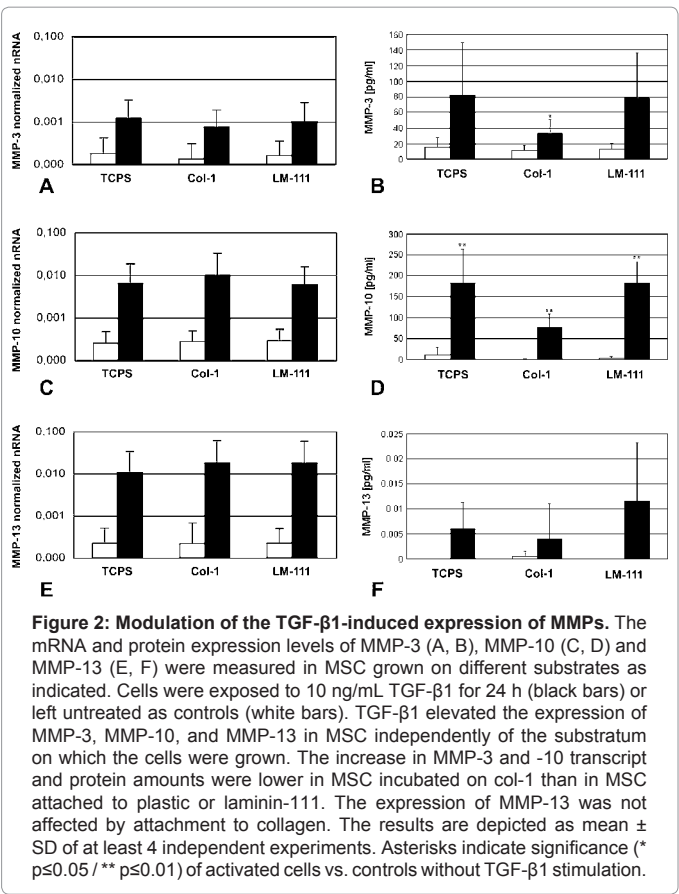 0,100
0,010
0,001
0,000
MMP-3 normalized nRNA
TCPS Col-1 LM-111
A
160
140
120
100
80
60
40
20
0
MMP-3 [pg/ml]
*
TCPS Col-1 LM-111
B
0,100
0,010
0,001
0,000
MMP-10 normalized nRNA
TCPS Col-1 LM-111
C
300
250
200
150
100
50
0
MMP-10 [pg/ml]
** ** **
TCPS Col-1 LM-111
D
0,100
0,010
0,001
0,000
MMP-13 normalized nRNA
TCPS Col-1 LM-111
E
0.025
0.02
0.015
0.01
0.005
0
MMP-13 [pg/ml]
TCPS Col-1 LM-111
F
Figure 2: Modulation of the TGF-β1-induced expression of MMPs. The
mRNA and protein expression levels of MMP-3 (A, B), MMP-10 (C, D) and
MMP-13 (E, F) were measured in MSC grown on different substrates as
indicated. Cells were exposed to 10 ng/mL TGF-β1 for 24 h (black bars) or
left untreated as controls (white bars). TGF-β1 elevated the expression of
MMP-3, MMP-10, and MMP-13 in MSC independently of the substratum
on which the cells were grown. The increase in MMP-3 and -10 transcript
and protein amounts were lower in MSC incubated on col-1 than in MSC
attached to plastic or laminin-111. The expression of MMP-13 was not
affected by attachment to collagen. The results are depicted as mean ±
SD of at least 4 independent experiments. Asterisks indicate significance (*
p≤0.05 / ** p≤0.01) of activated cells vs. controls without TGF-β1 stimulation.